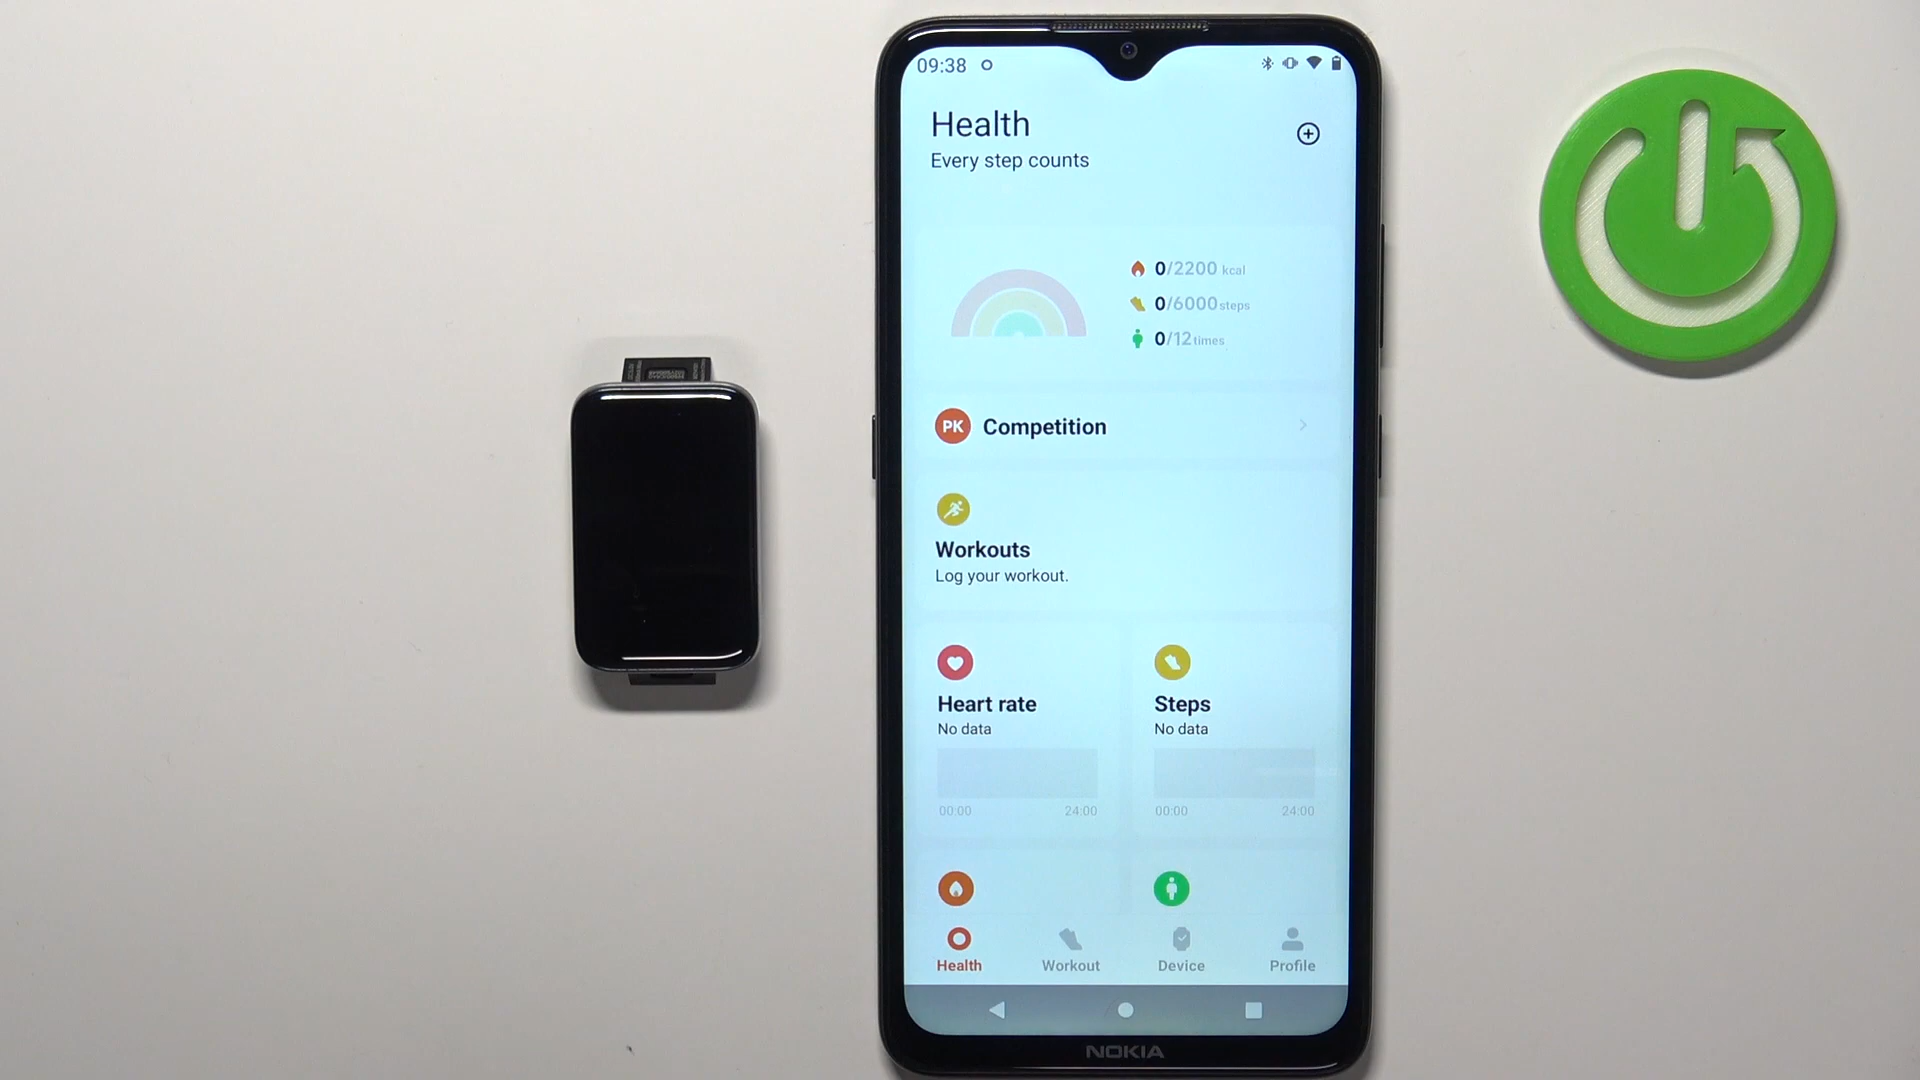 09:38
Health
Every step counts
0/2200 kcal
0/6000 steps
0/12 times
PK Competition
Workouts
Log your workout.
Heart rate
No data
00:00 24:00
Steps
No data
00:00 24:00
Health Workout Device Profile
NOKIA